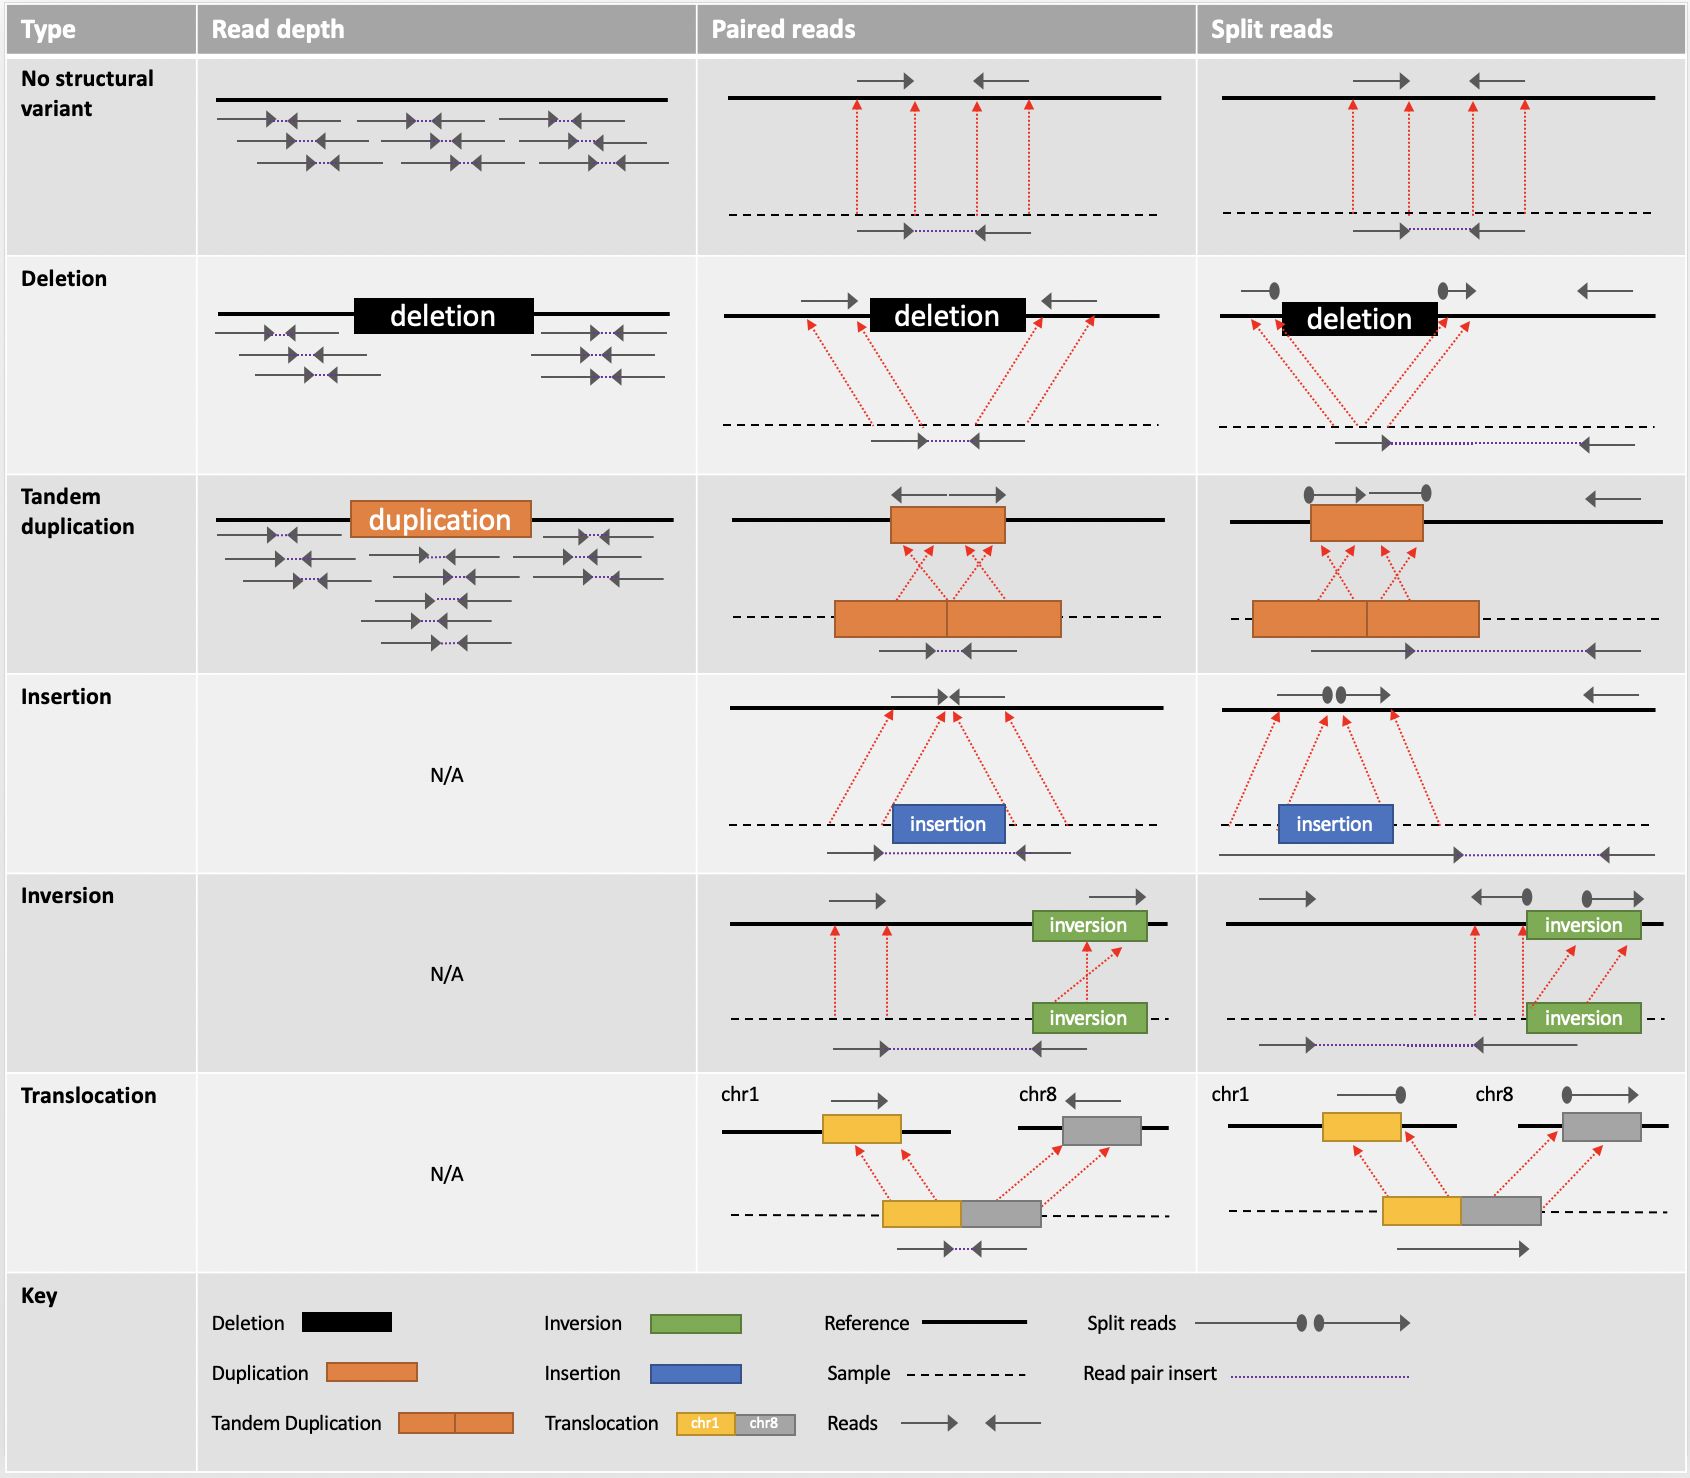 Type Read depth Paired reads Split reads
No structural
variant
Deletion
deletion deletion deletion
Tandem
duplication
duplication
Insertion
N/A
insertion insertion
Inversion
inversion inversion
N/A
inversion inversion
Translocation
chr1 chr8 chr1 chr8
N/A
Key
Deletion Inversion Reference Split reads
Duplication Insertion Sample Read pair insert
Tandem Duplication Translocation chr1 chr8 Reads